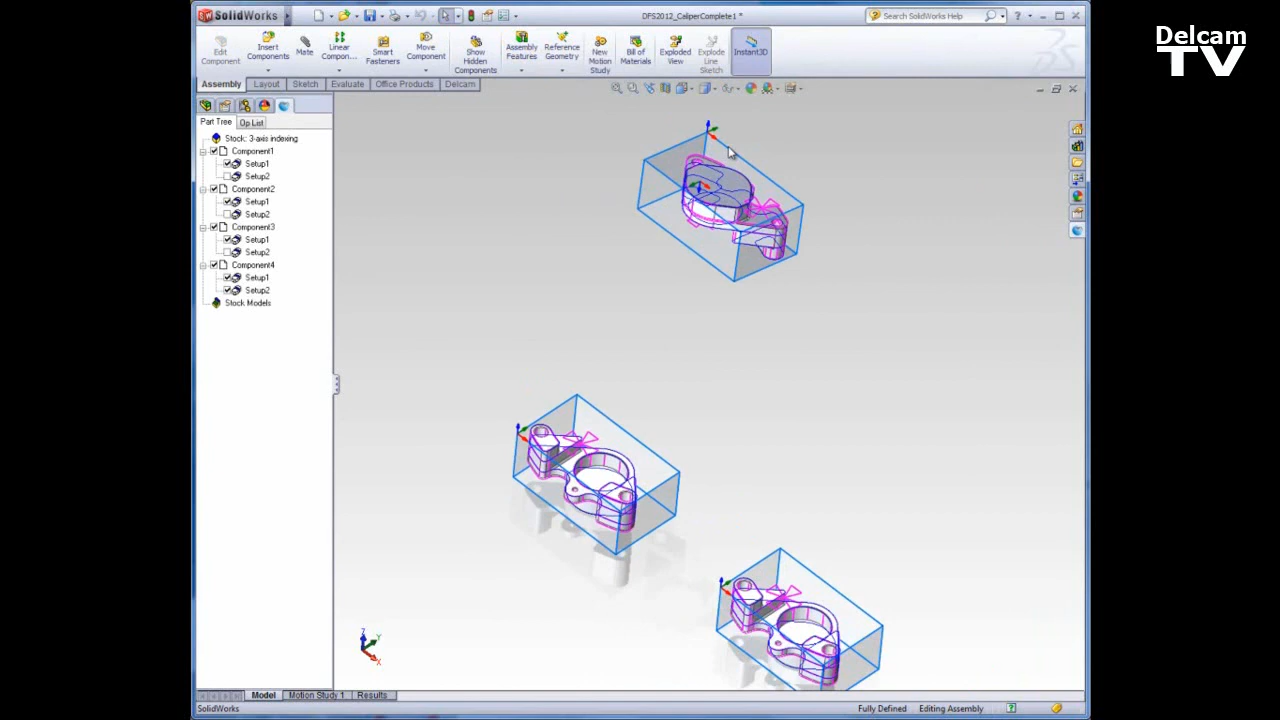 SolidWorks
DFS2012_CaliperComplete1 *
Search SolidWorks Help
Delcam
TV
Edit Component
Insert Components
Mate
Linear Compon...
Smart Fasteners
Move Component
Show Hidden Components
Assembly Features
Reference Geometry
New Motion Study
Bill of Materials
Exploded View
Explode Line Sketch
Instant3D
Assembly
Layout
Sketch
Evaluate
Office Products
Delcam
Part Tree
Op List
Stock: 3-axis indexing
Component1
Setup1
Setup2
Component2
Setup1
Setup2
Component3
Setup1
Setup2
Component4
Setup1
Setup2
Stock Models
Z
Y
X
Model
Motion Study 1
Results
SolidWorks
Fully Defined
Editing Assembly